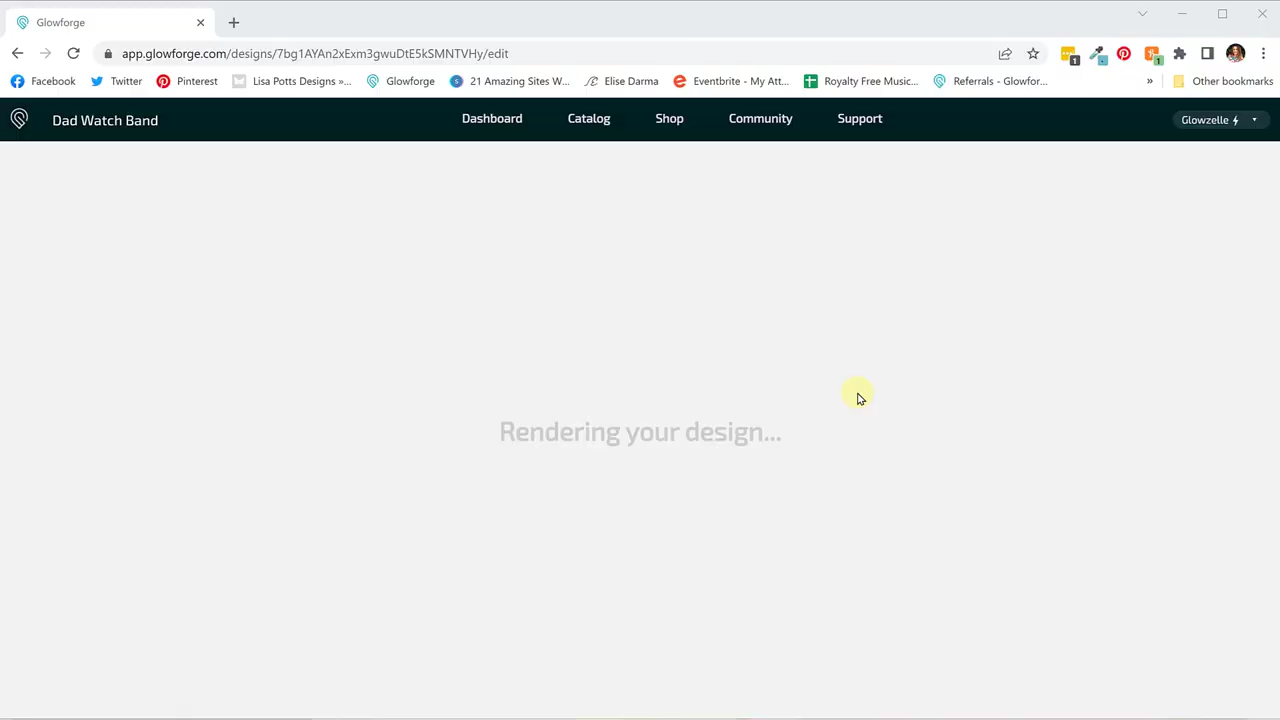 Glowforge
app.glowforge.com/designs/7bg1AYAn2xExm3gwuDtE5kSMNTVHy/edit
1
1
Facebook Twitter Pinterest Lisa Potts Designs »... Glowforge 21 Amazing Sites W... Elise Darma Eventbrite - My Att... Royalty Free Music... Referrals - Glowfor... » Other bookmarks
Dad Watch Band Dashboard Catalog Shop Community Support Glowzelle
Rendering your design...